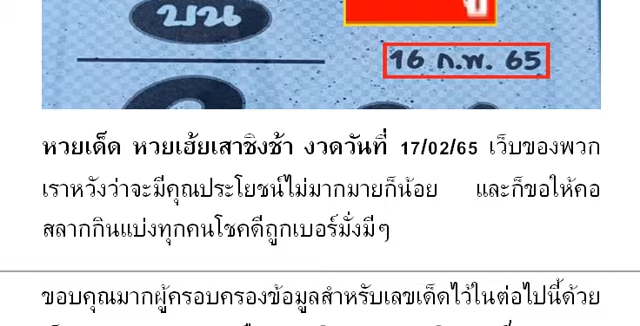 บน
16 ก.พ. 65
หวยเด็ด หวยเฮ้ยเสาชิงช้า งวดวันที่ 17/02/65 เว็บของพวก
เราหวังว่าจะมีคุณประโยชน์ไม่มากมายก็น้อย และก็ขอให้คอ
สลากกินแบ่งทุกคนโชคดีถูกเบอร์มั่งมีๆ
ขอบคุณมากผู้ครอบครองข้อมูลสำหรับเลขเด็ดไว้ในต่อไปนี้ด้วย